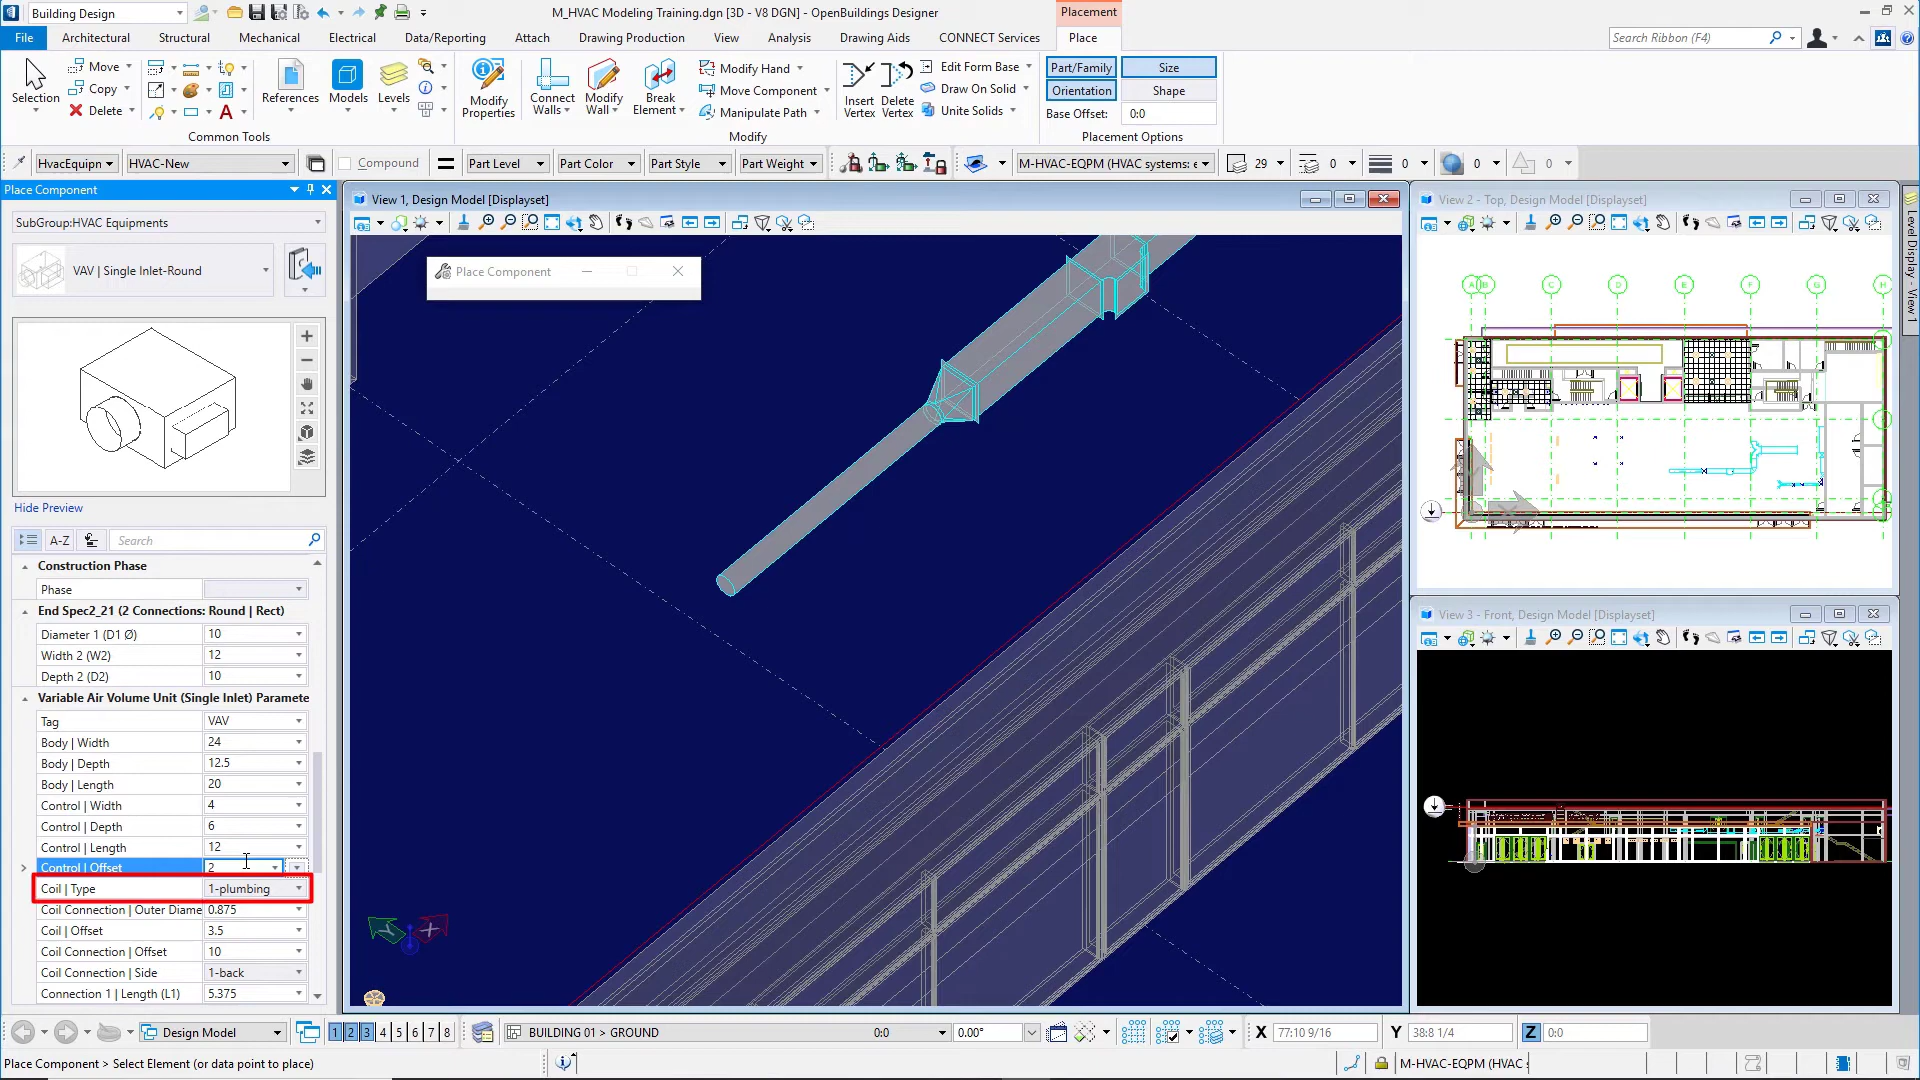 Building Design
M_HVAC Modeling Training.dgn [3D - V8 DGN] - OpenBuildings Designer
Placement
File
Architectural
Structural
Mechanical
Electrical
Data/Reporting
Attach
Drawing Production
View
Analysis
Drawing Aids
CONNECT Services
Place
Search Ribbon (F4)
Selection
Move
Copy
Delete
References
Models
Levels
Common Tools
Modify Properties
Connect Walls
Modify Wall
Break Element
Modify Hand
Move Component
Manipulate Path
Insert Vertex
Delete Vertex
Edit Form Base
Draw On Solid
Unite Solids
Modify
Part/Family
Size
Orientation
Shape
Base Offset:
0:0
Placement Options
HvacEquipn
HVAC-New
Compound
Part Level
Part Color
Part Style
Part Weight
M-HVAC-EQPM (HVAC systems: e
29
0
0
0
0
Place Component
SubGroup:HVAC Equipments
VAV | Single Inlet-Round
Hide Preview
A-Z
Search
Construction Phase
Phase
End Spec2_21 (2 Connections: Round | Rect)
Diameter 1 (D1 Ø) 10
Width 2 (W2) 12
Depth 2 (D2) 10
Variable Air Volume Unit (Single Inlet) Paramete
Tag VAV
Body | Width 24
Body | Depth 12.5
Body | Length 20
Control | Width 4
Control | Depth 6
Control | Length 12
Control | Offset 2
Coil | Type 1-plumbing
Coil Connection | Outer Diame 0.875
Coil | Offset 3.5
Coil Connection | Offset 10
Coil Connection | Side 1-back
Connection 1 | Length (L1) 5.375
View 1, Design Model [Displayset]
Place Component
Y
X
View 2 - Top, Design Model [Displayset]
C
D
E
F
G
H
View 3 - Front, Design Model [Displayset]
Level Display - View 1
Design Model
1 2 3 4 5 6 7 8
BUILDING 01 > GROUND
0:0
0.00°
X 77:10 9/16
Y 38:8 1/4
Z 0:0
Place Component > Select Element (or data point to place)
M-HVAC-EQPM (HVAC :